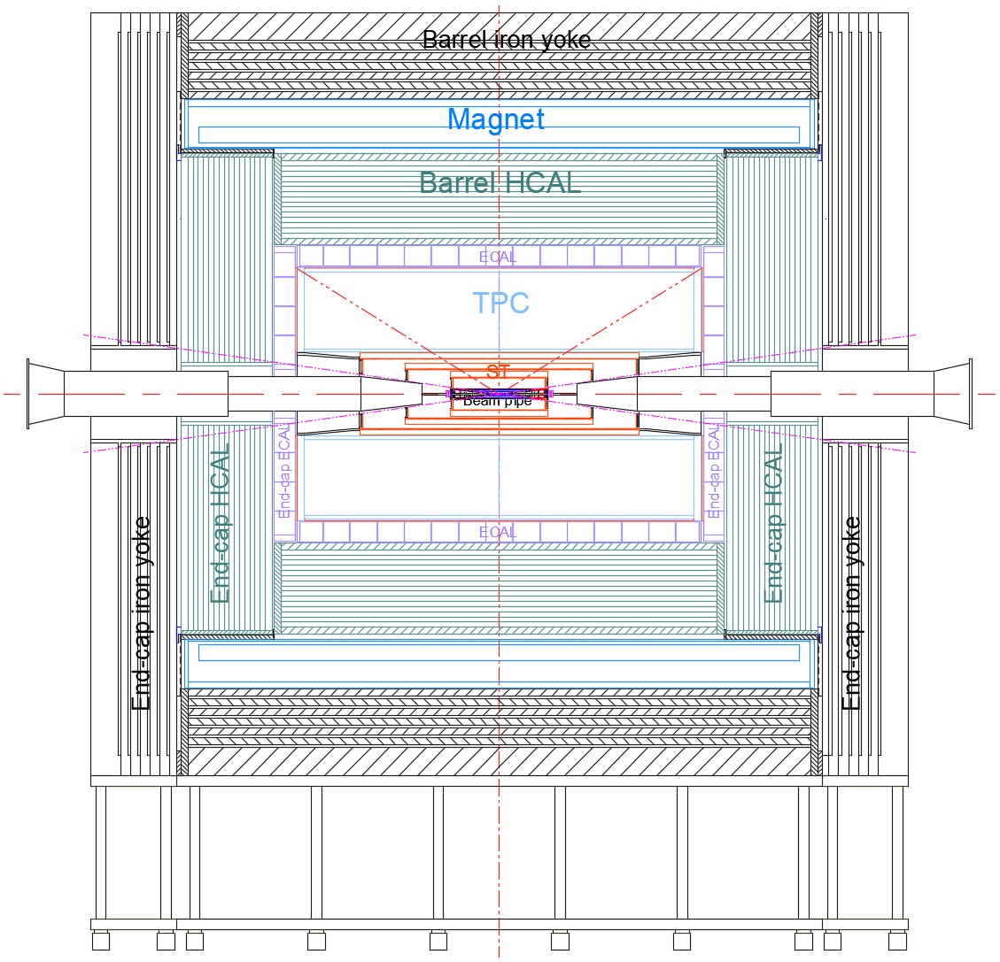 Barrel iron yoke
Magnet
Barrel HCAL
ECAL
TPC
ST
Beam pipe
End-cap ECAL
End-cap ECAL
End-cap HCAL
End-cap HCAL
ECAL
End-cap iron yoke
End-cap iron yoke